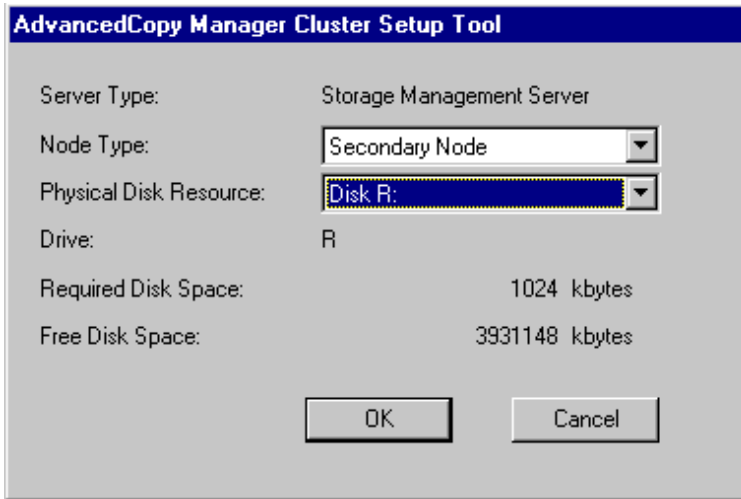 AdvancedCopy Manager Cluster Setup Tool
Server Type: Storage Management Server
Node Type: Secondary Node
Physical Disk Resource: Disk R:
Drive: R
Required Disk Space: 1024 kbytes
Free Disk Space: 3931148 kbytes
OK Cancel